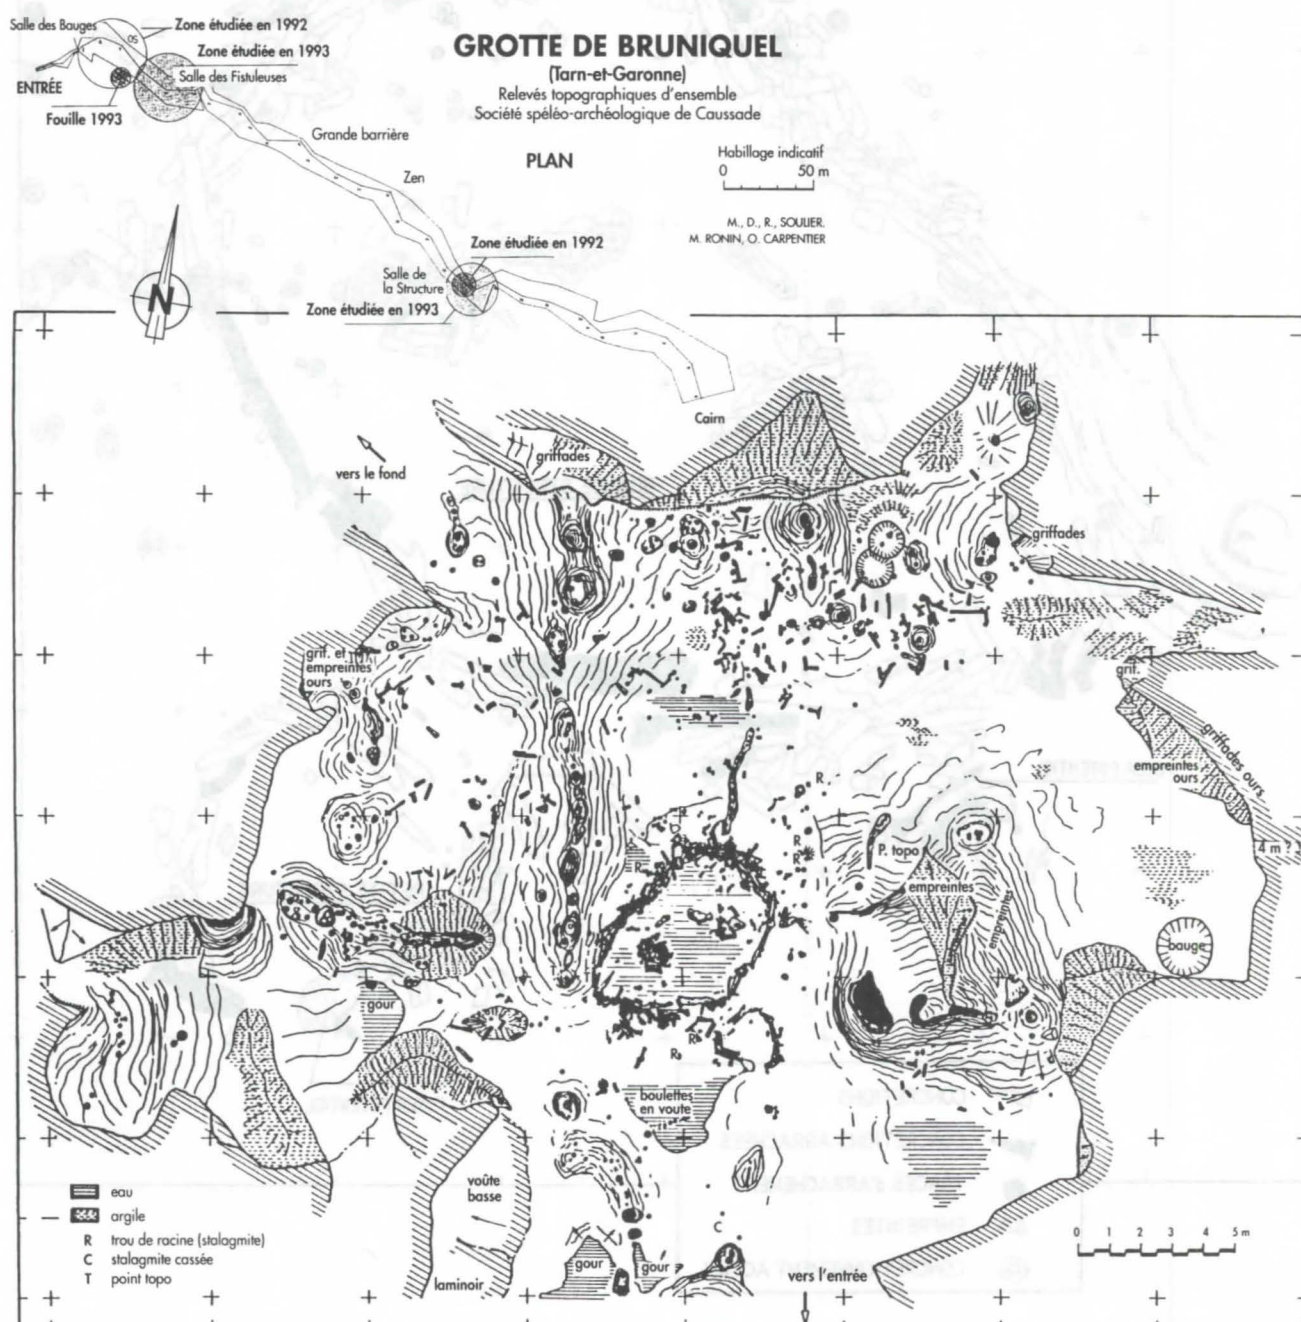 GROTTE DE BRUNIQUEL
(Tarn-et-Garonne)
Relevés topographiques d'ensemble
Société spéléo-archéologique de Caussade
PLAN
Habillage indicatif
0 50 m
M., D., R., SOULIER.
M. RONIN, O. CARPENTIER
Salle des Bauges
os
Zone étudiée en 1992
Zone étudiée en 1993
Salle des Fistuleuses
ENTRÉE
Fouille 1993
Grande barrière
Zen
Zone étudiée en 1992
Salle de
la Structure
Zone étudiée en 1993
N
Cairn
vers le fond
griffades
griffades
grif. et
empreintes
ours
grif.
griffades ours
empreintes
ours
R
4 m ?
P. topo
R
R
R
empreintes
empreintes
bauge
gour
R
R
boulettes
en voute
voûte
basse
C
eau
argile
R trou de racine (stalagmite)
C stalagmite cassée
T point topo
laminoir
gour
gour
vers l'entrée
0 1 2 3 4 5 m